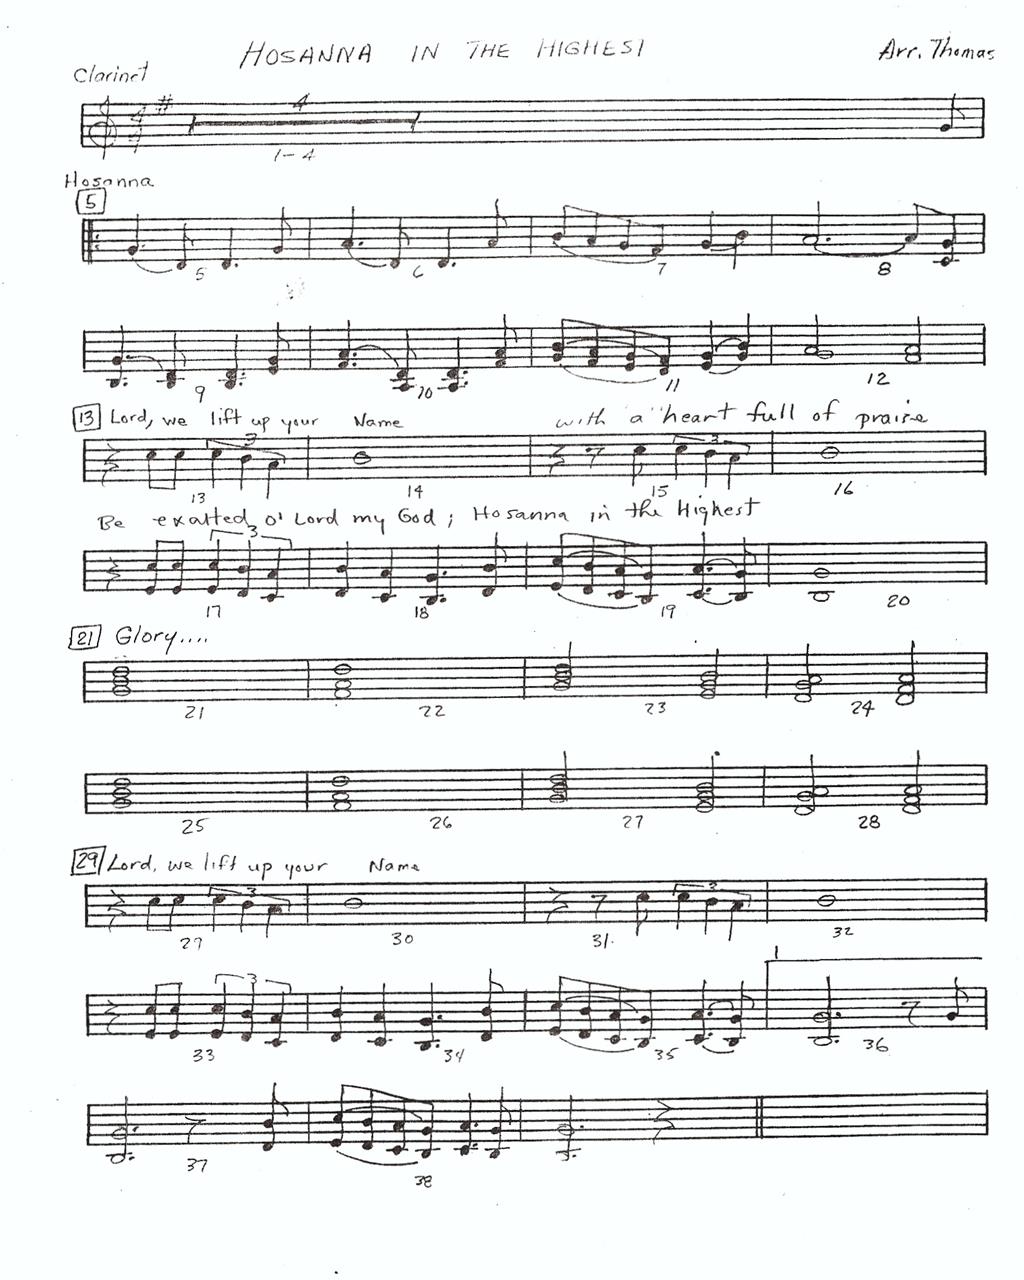 HOSANNA IN THE HIGHEST
Arr. Thomas
Clarinet
4
1-4
Hosanna
5
5 6 7 8
9 10 11 12
13 Lord, we lift up your Name with a heart full of praise
3 3
13 14 15 16
Be exalted, o' Lord my God; Hosanna in the Highest
3
17 18 19 20
21 Glory....
21 22 23 24
25 26 27 28
29 Lord, we lift up your Name
3 3
29 30 31. 32
1
3
33 34 35 36
37 38